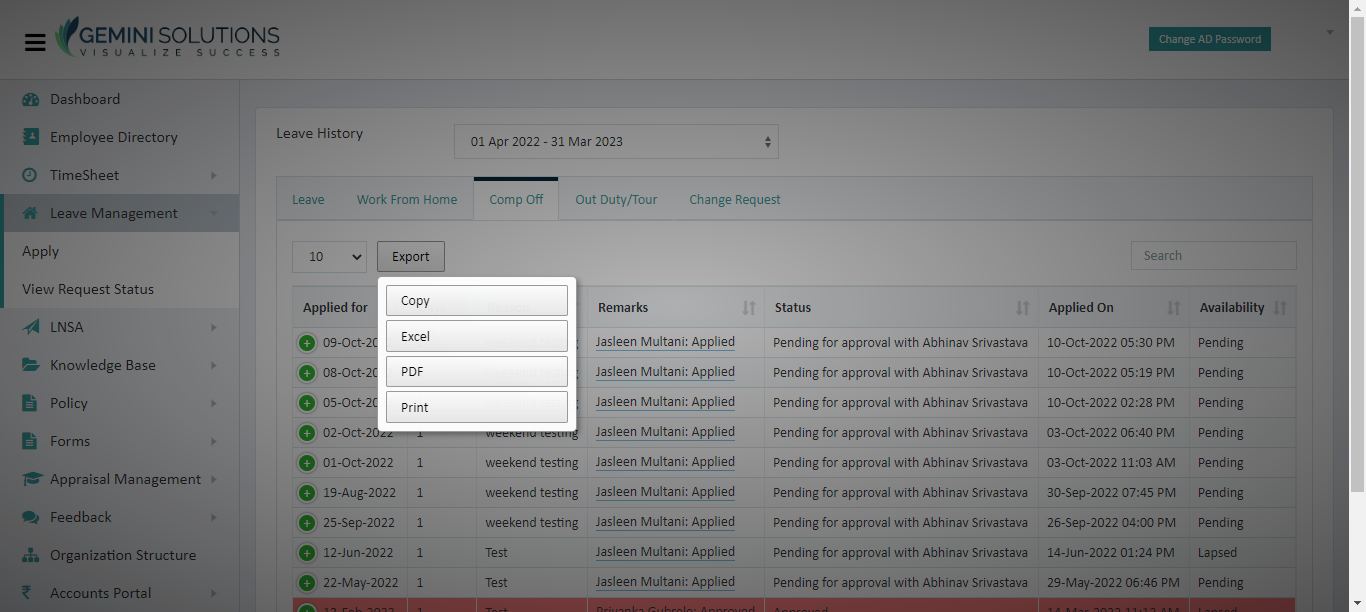 GEMINI SOLUTIONS
VISUALIZE SUCCESS
Change AD Password
Dashboard
Employee Directory
TimeSheet
Leave Management
Apply
View Request Status
LNSA
Knowledge Base
Policy
Forms
Appraisal Management
Feedback
Organization Structure
Accounts Portal
Leave History
01 Apr 2022 - 31 Mar 2023
Leave Work From Home Comp Off Out Duty/Tour Change Request
10 Export Search
Copy
Excel
PDF
Print
Applied for Remarks Status Applied On Availability
09-Oct-20 Jasleen Multani: Applied Pending for approval with Abhinav Srivastava 10-Oct-2022 05:30 PM Pending
08-Oct-20 Jasleen Multani: Applied Pending for approval with Abhinav Srivastava 10-Oct-2022 05:19 PM Pending
05-Oct-20 Jasleen Multani: Applied Pending for approval with Abhinav Srivastava 10-Oct-2022 02:28 PM Pending
02-Oct-2022 1 weekend testing Jasleen Multani: Applied Pending for approval with Abhinav Srivastava 03-Oct-2022 06:40 PM Pending
01-Oct-2022 1 weekend testing Jasleen Multani: Applied Pending for approval with Abhinav Srivastava 03-Oct-2022 11:03 AM Pending
19-Aug-2022 1 weekend testing Jasleen Multani: Applied Pending for approval with Abhinav Srivastava 30-Sep-2022 07:45 PM Pending
25-Sep-2022 1 weekend testing Jasleen Multani: Applied Pending for approval with Abhinav Srivastava 26-Sep-2022 04:00 PM Pending
12-Jun-2022 1 Test Jasleen Multani: Applied Pending for approval with Abhinav Srivastava 14-Jun-2022 01:24 PM Lapsed
22-May-2022 1 Test Jasleen Multani: Applied Pending for approval with Abhinav Srivastava 29-May-2022 06:46 PM Pending